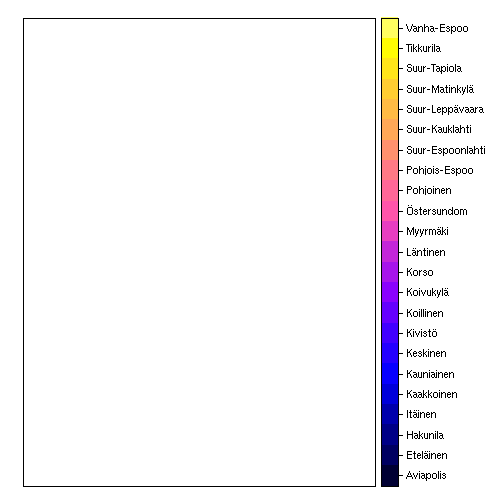 Vanha-Espoo
Tikkurila
Suur-Tapiola
Suur-Matinkylä
Suur-Leppävaara
Suur-Kauklahti
Suur-Espoonlahti
Pohjois-Espoo
Pohjoinen
Östersundom
Myyrmäki
Läntinen
Korso
Koivukylä
Koillinen
Kivistö
Keskinen
Kauniainen
Kaakkoinen
Itäinen
Hakunila
Eteläinen
Aviapolis